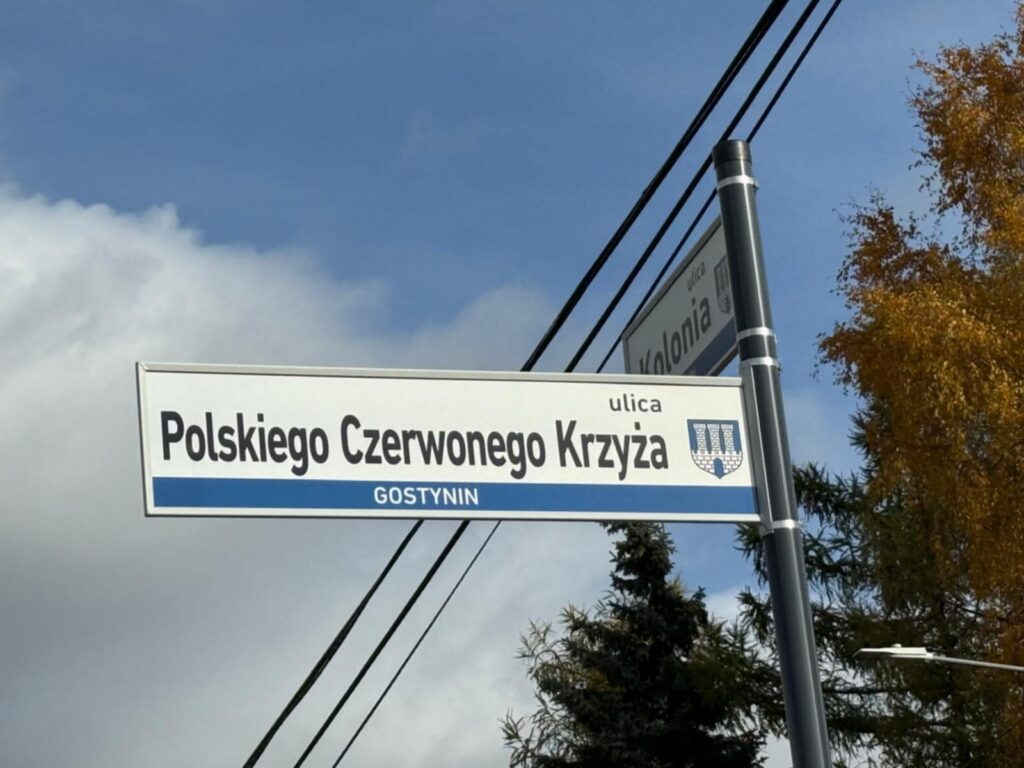 ulica
Kolonia
ulica
Polskiego Czerwonego Krzyża
GOSTYNIN